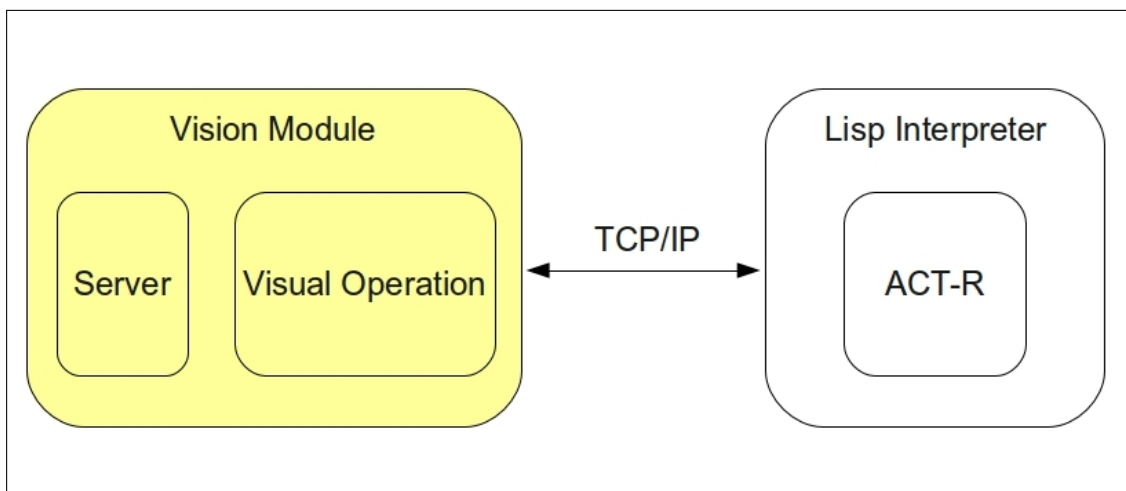 Vision Module
Server
Visual Operation
TCP/IP
Lisp Interpreter
ACT-R